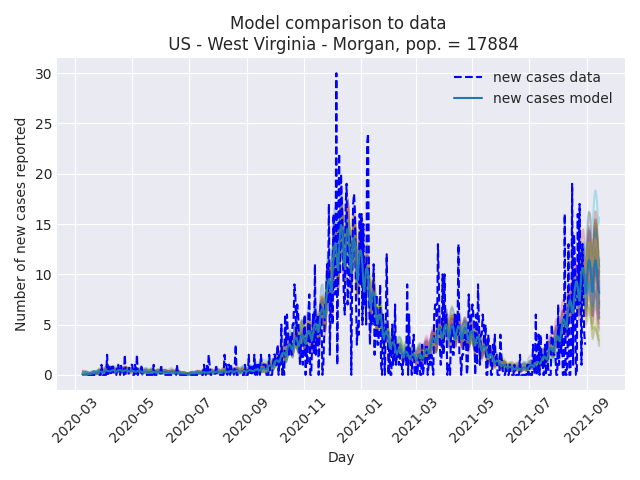 Model comparison to data
US - West Virginia - Morgan, pop. = 17884
new cases data
new cases model
Number of new cases reported
30
25
20
15
10
5
0
2020-03
2020-05
2020-07
2020-09
2020-11
2021-01
2021-03
2021-05
2021-07
2021-09
Day